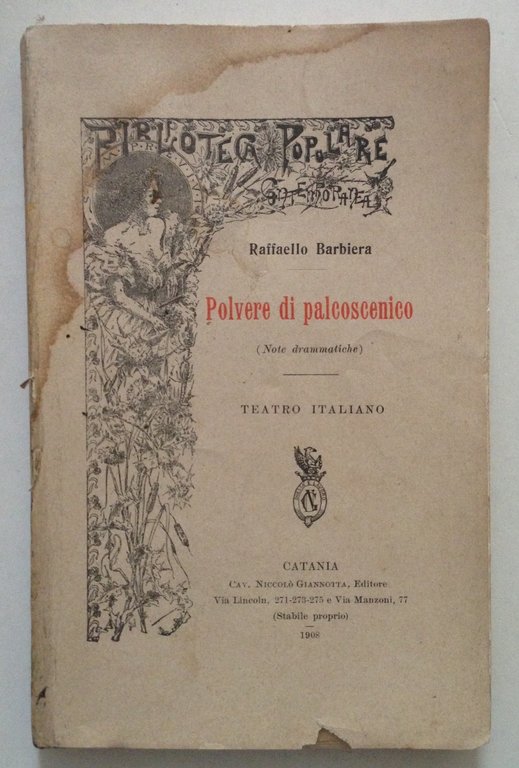 BIBLIOTECA POPOLARE
CONTEMPORANEA
Raffaello Barbiera
Polvere di palcoscenico
(Note drammatiche)
TEATRO ITALIANO
CATANIA
CAV. NICCOLÒ GIANNOTTA, Editore
Via Lincoln, 271-273-275 e Via Manzoni, 77
(Stabile proprio)
1908